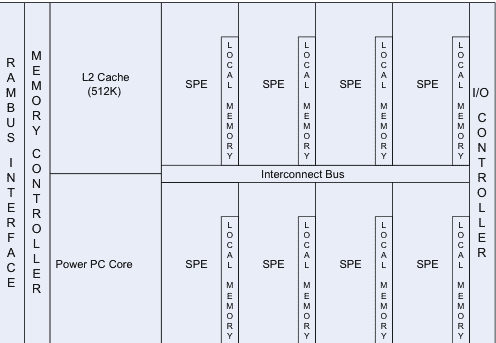 RAMBUS INTERFACE
MEMORY CONTROLLER
L2 Cache
(512K)
SPE
LOCAL MEMORY
SPE
LOCAL MEMORY
SPE
LOCAL MEMORY
SPE
LOCAL MEMORY
I/O CONTROLLER
Interconnect Bus
Power PC Core
SPE
LOCAL MEMORY
SPE
LOCAL MEMORY
SPE
LOCAL MEMORY
SPE
LOCAL MEMORY